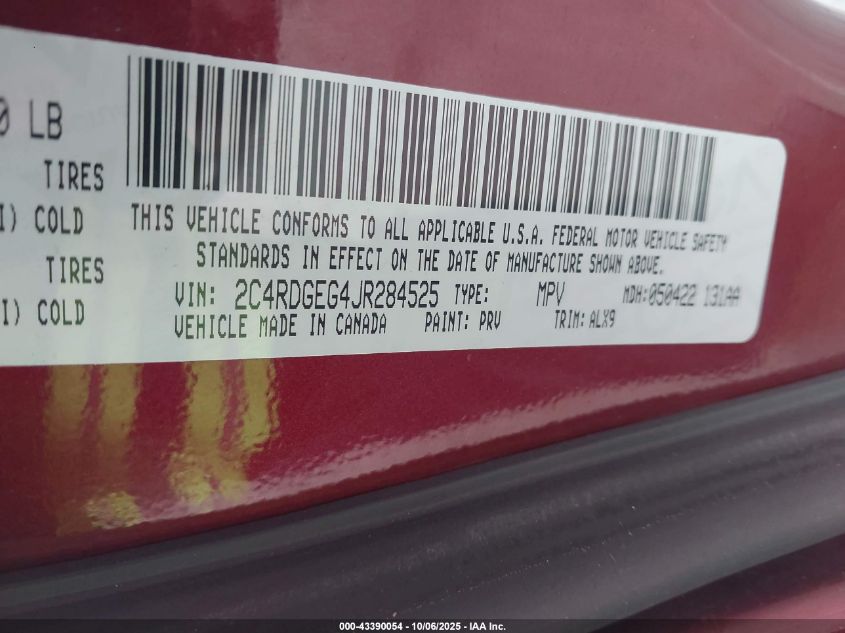 0 LB
TIRES
I) COLD
TIRES
I) COLD
THIS VEHICLE CONFORMS TO ALL APPLICABLE U.S.A. FEDERAL MOTOR VEHICLE SAFETY
STANDARDS IN EFFECT ON THE DATE OF MANUFACTURE SHOWN ABOVE.
VIN: 2C4RDGEG4JR284525 TYPE: MPV MDH:050422 131AA
VEHICLE MADE IN CANADA PAINT: PRV TRIM: ALX9
000-43390054 - 10/06/2025 - IAA Inc.